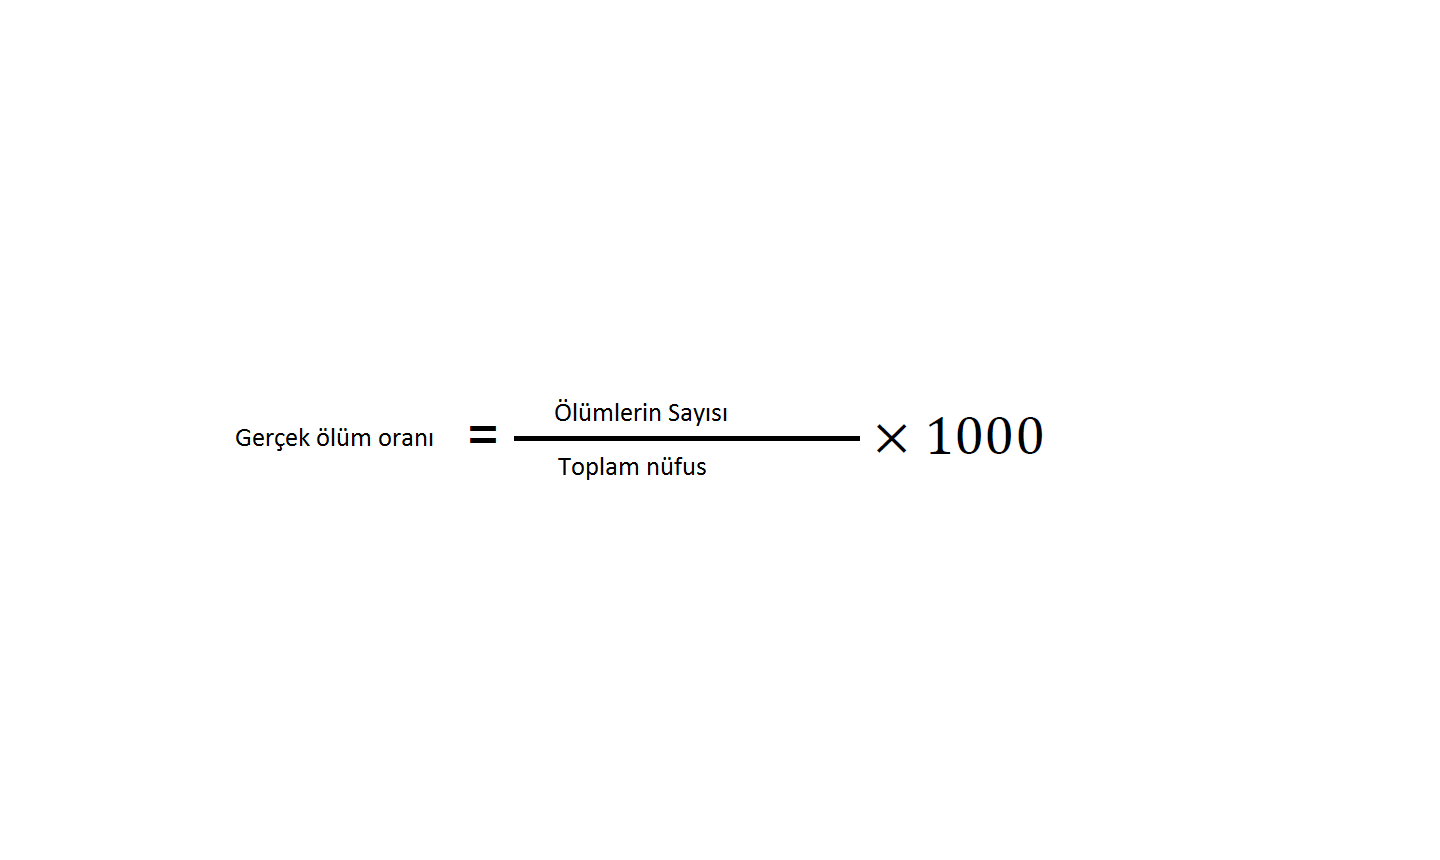 Gerçek ölüm oranı = Ölümlerin Sayısı
Toplam nüfus
× 1000